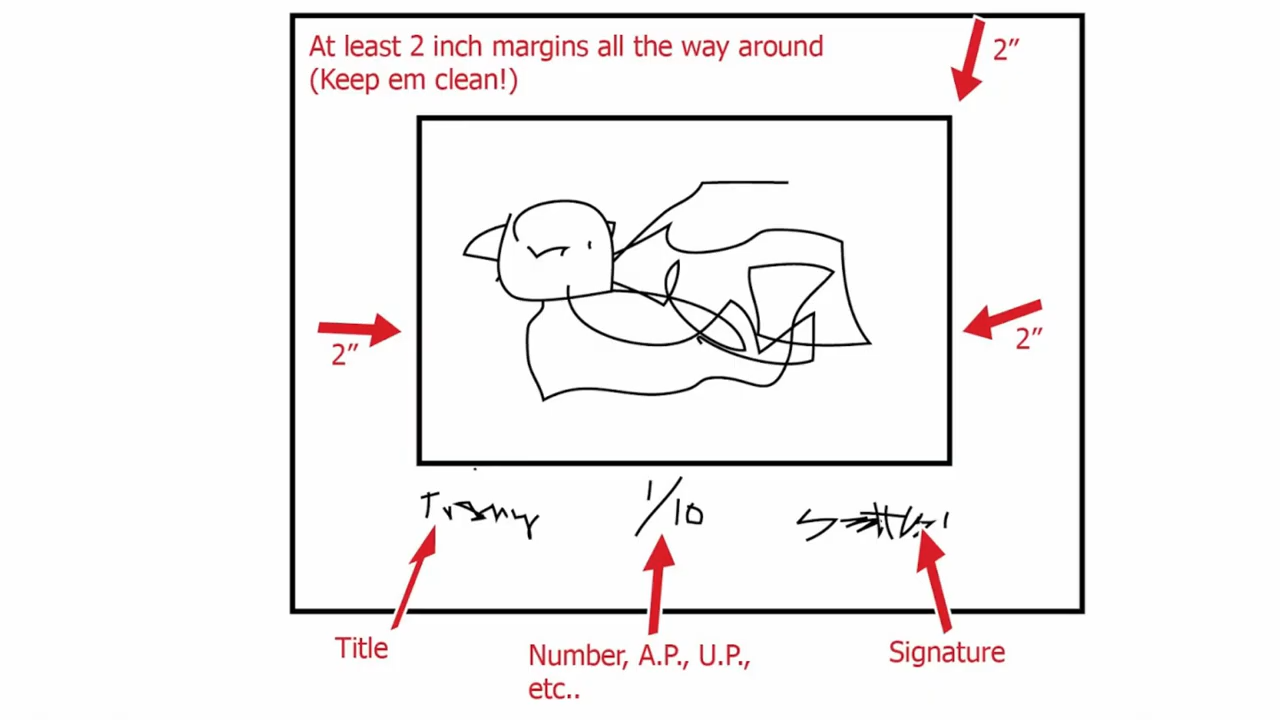 At least 2 inch margins all the way around
2”
(Keep em clean!)
2”
2”
1/10
Title
Number, A.P., U.P.,
etc..
Signature